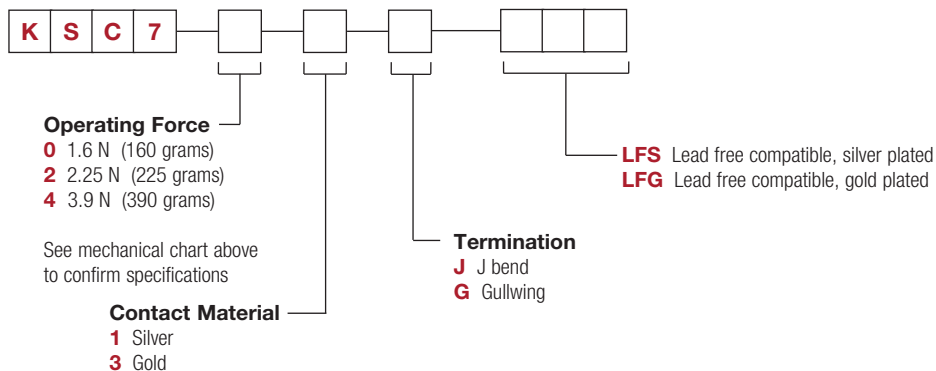 K S C 7
Operating Force
0 1.6 N (160 grams)
2 2.25 N (225 grams)
4 3.9 N (390 grams)
See mechanical chart above
to confirm specifications
Contact Material
1 Silver
3 Gold
Termination
J J bend
G Gullwing
LFS Lead free compatible, silver plated
LFG Lead free compatible, gold plated